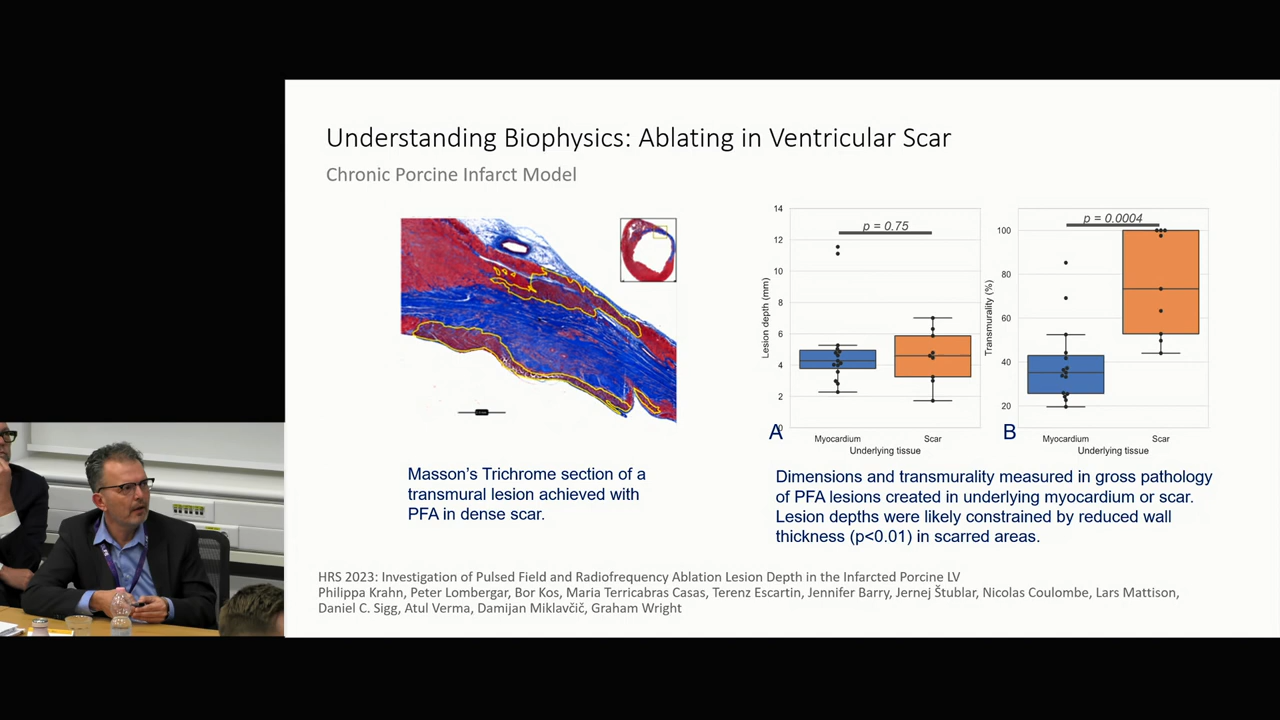 Understanding Biophysics: Ablating in Ventricular Scar
Chronic Porcine Infarct Model
Masson’s Trichrome section of a
transmural lesion achieved with
PFA in dense scar.
14
12
10
8
6
4
2
0
Lesion depth (mm)
p = 0.75
Myocardium
Scar
Underlying tissue
A
100
80
60
40
20
Transmurality (%)
p = 0.0004
Myocardium
Scar
Underlying tissue
B
Dimensions and transmurality measured in gross pathology
of PFA lesions created in underlying myocardium or scar.
Lesion depths were likely constrained by reduced wall
thickness (p<0.01) in scarred areas.
HRS 2023: Investigation of Pulsed Field and Radiofrequency Ablation Lesion Depth in the Infarcted Porcine LV
Philippa Krahn, Peter Lombergar, Bor Kos, Maria Terricabras Casas, Terenz Escartin, Jennifer Barry, Jernej Štublar, Nicolas Coulombe, Lars Mattison,
Daniel C. Sigg, Atul Verma, Damijan Miklavčič, Graham Wright